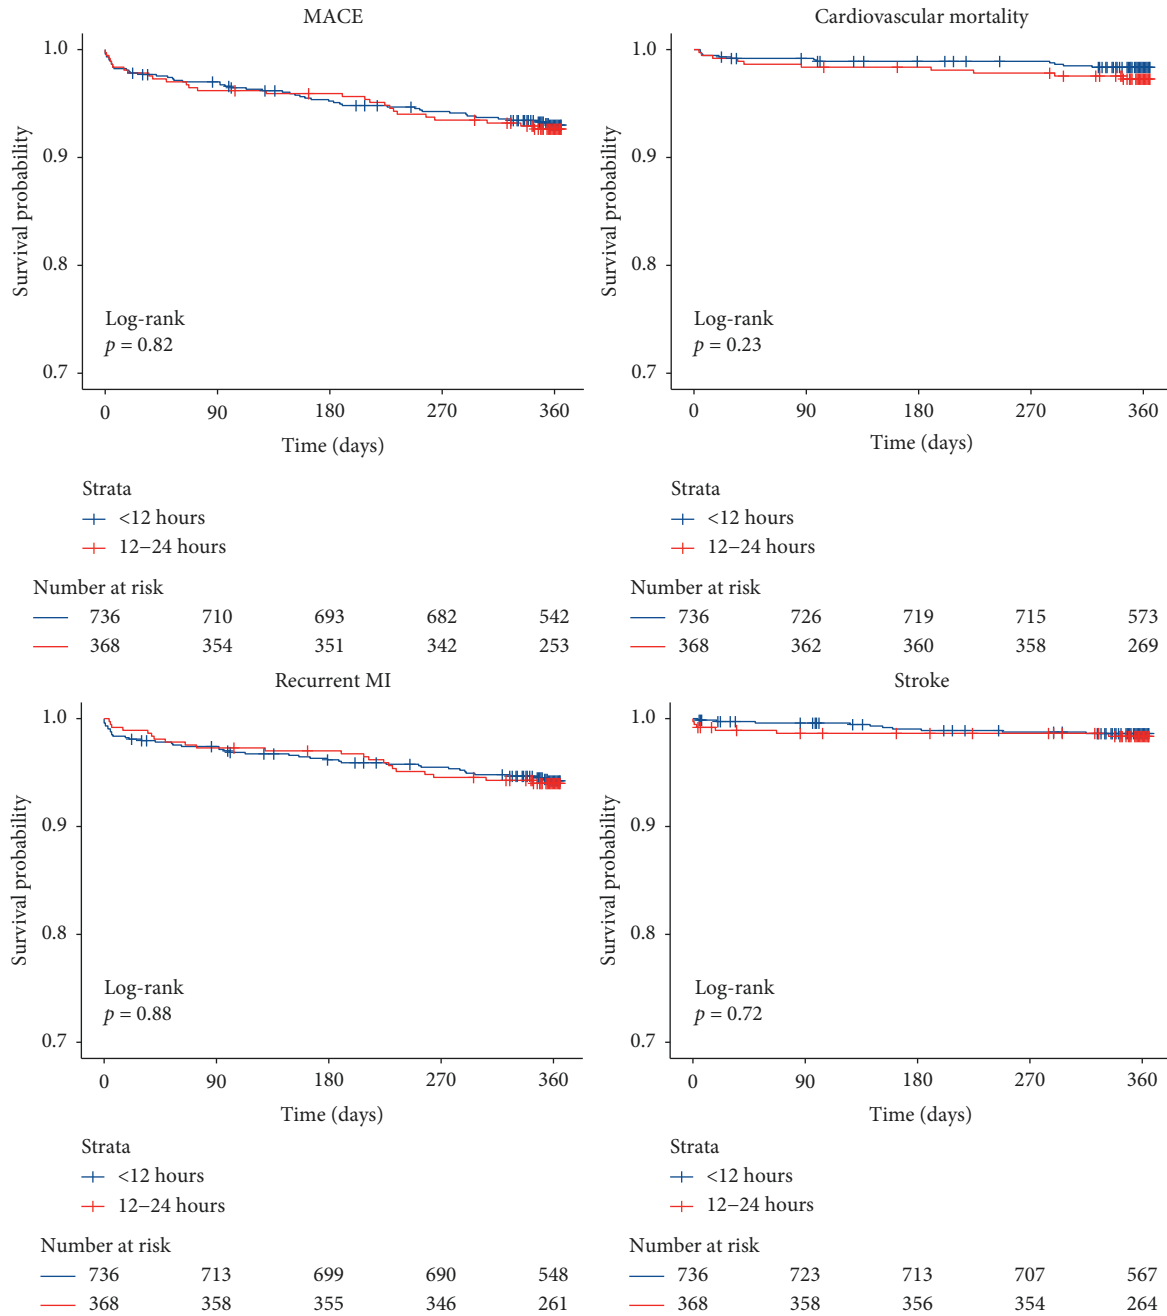 MACE
1.0
0.9
0.8
0.7
Survival probability
Log-rank
p = 0.82
0 90 180 270 360
Time (days)
Strata
<12 hours
12–24 hours
Number at risk
736 710 693 682 542
368 354 351 342 253
Cardiovascular mortality
1.0
0.9
0.8
0.7
Survival probability
Log-rank
p = 0.23
0 90 180 270 360
Time (days)
Strata
<12 hours
12–24 hours
Number at risk
736 726 719 715 573
368 362 360 358 269
Recurrent MI
1.0
0.9
0.8
0.7
Survival probability
Log-rank
p = 0.88
0 90 180 270 360
Time (days)
Strata
<12 hours
12–24 hours
Number at risk
736 713 699 690 548
368 358 355 346 261
Stroke
1.0
0.9
0.8
0.7
Survival probability
Log-rank
p = 0.72
0 90 180 270 360
Time (days)
Strata
<12 hours
12–24 hours
Number at risk
736 723 713 707 567
368 358 356 354 264